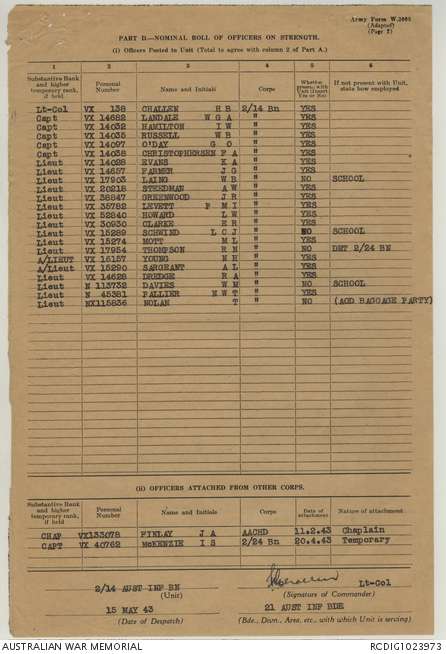 Army Form W.3008
(Adapted)
(Page 2)
PART B.—NOMINAL ROLL OF OFFICERS ON STRENGTH.
(i) Officers Posted to Unit (Total to agree with column 2 of Part A.)
1 2 3 4 5 6
Substantive Rank and higher temporary rank, if held Personal Number Name and Initials Corps Whether present with Unit (Insert Yes or No) If not present with Unit, state how employed
Lt-Col VX 138 CHALLEN H B 2/14 Bn YES
Capt VX 14682 LANDALE W G A " YES
Capt VX 14032 HAMILTON I W " YES
Capt VX 14035 RUSSELL W B " YES
Capt VX 14097 O'DAY G O " YES
Capt VX 14038 CHRISTOPHERSEN F A " YES
Lieut VX 14028 EVANS K A " YES
Lieut VX 14657 FARMER J G " YES
Lieut VX 17903 LAING W B " NO SCHOOL
Lieut VX 20218 STEEDMAN A W " YES
Lieut VX 38847 GREENWOOD J R " YES
Lieut VX 35782 LEVETT F M I " YES
Lieut VX 52840 HOWARD L W " YES
Lieut VX 30930 CLARKE E R " YES
Lieut VX 15289 SCHWIND L C J " NO SCHOOL
Lieut VX 15274 MOTT M L " YES
Lieut VX 17954 THOMPSON R N " NO DET 2/24 BN
A/LIEUT VX 16157 YOUNG N H " YES
A/Lieut VX 15290 SARGEANT A L " YES
Lieut VX 14628 DREDGE R A " YES
Lieut N 113732 DAVIES W M " NO SCHOOL
Lieut N 45381 PALLIER N W T " YES
Lieut NX115836 NOLAN T " NO (AOD BAGGAGE PARTY)
(ii) OFFICERS ATTACHED FROM OTHER CORPS.
Substantive Rank and higher temporary rank, if held Personal Number Name and Initials Corps Date of attachment Nature of attachment
CHAP VX133078 FINLAY J A AACHD 11.2.43 Chaplain
CAPT VX 40762 McKENZIE I S 2/24 Bn 20.4.43 Temporary
2/14 AUST INF BN Lt-Col
(Unit) (Signature of Commander)
15 MAY 43 21 AUST INF BDE
(Date of Despatch) (Bde., Divn., Area, etc., with which Unit is serving)
AUSTRALIAN WAR MEMORIAL RCDIG1023973